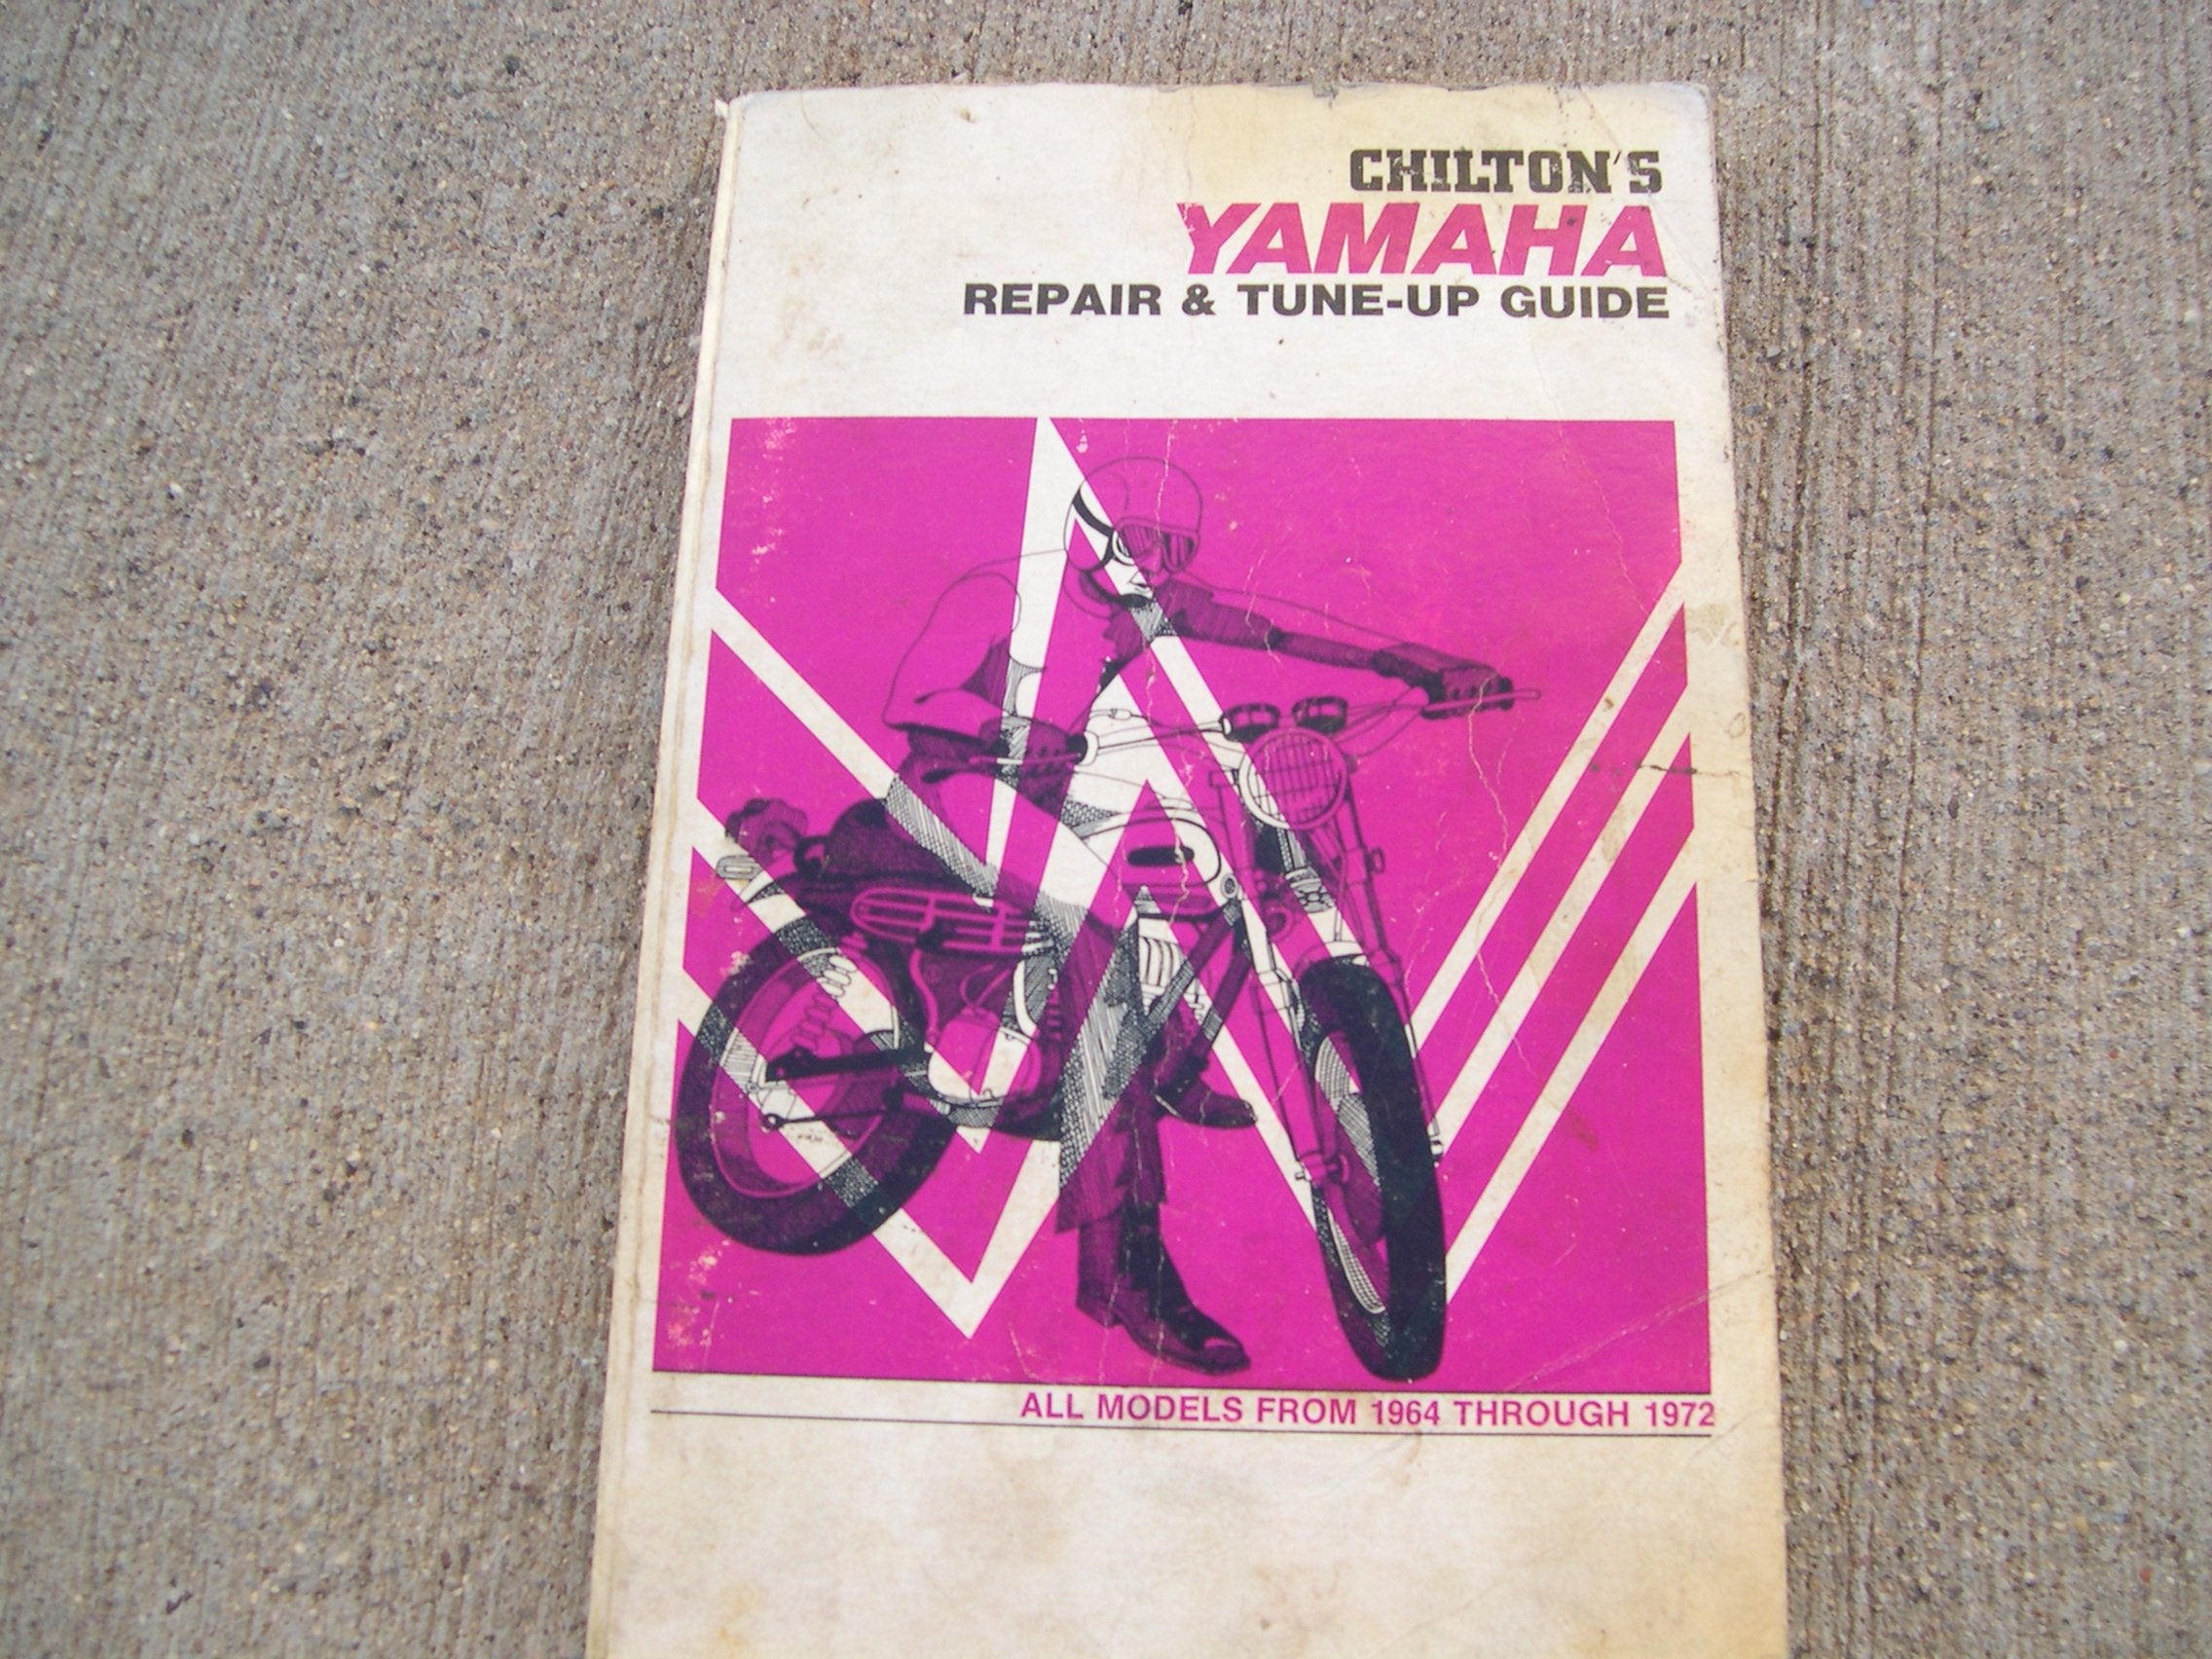 CHILTON'S
YAMAHA
REPAIR & TUNE-UP GUIDE
ALL MODELS FROM 1964 THROUGH 1972